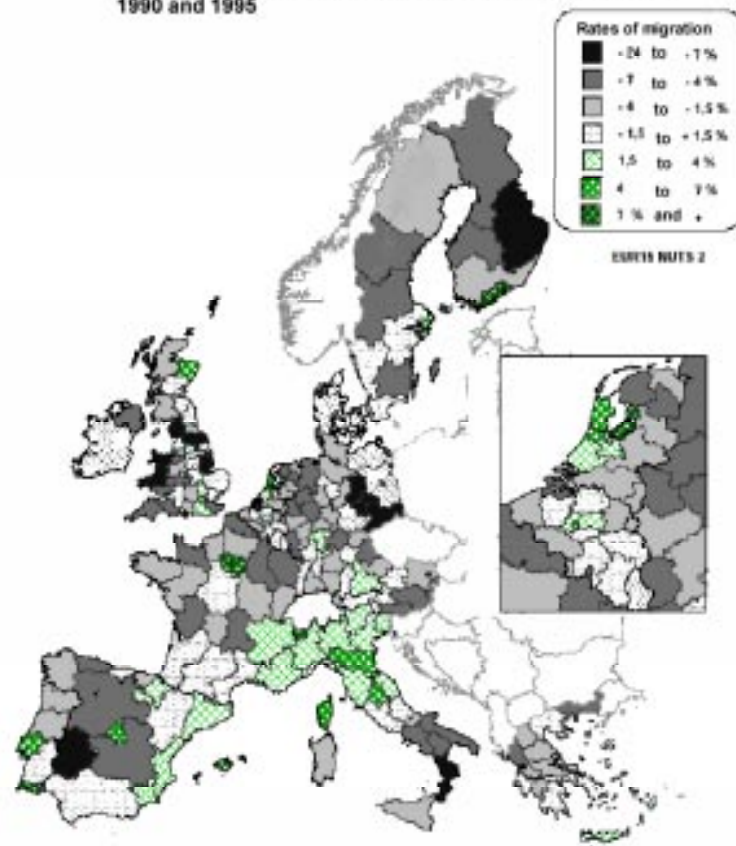 1990 and 1995
Rates of migration
-24 to -7 %
-7 to -4 %
-4 to -1,5 %
-1,5 to +1,5 %
1,5 to 4 %
4 to 7 %
7 % and +
EUR15 NUTS 2